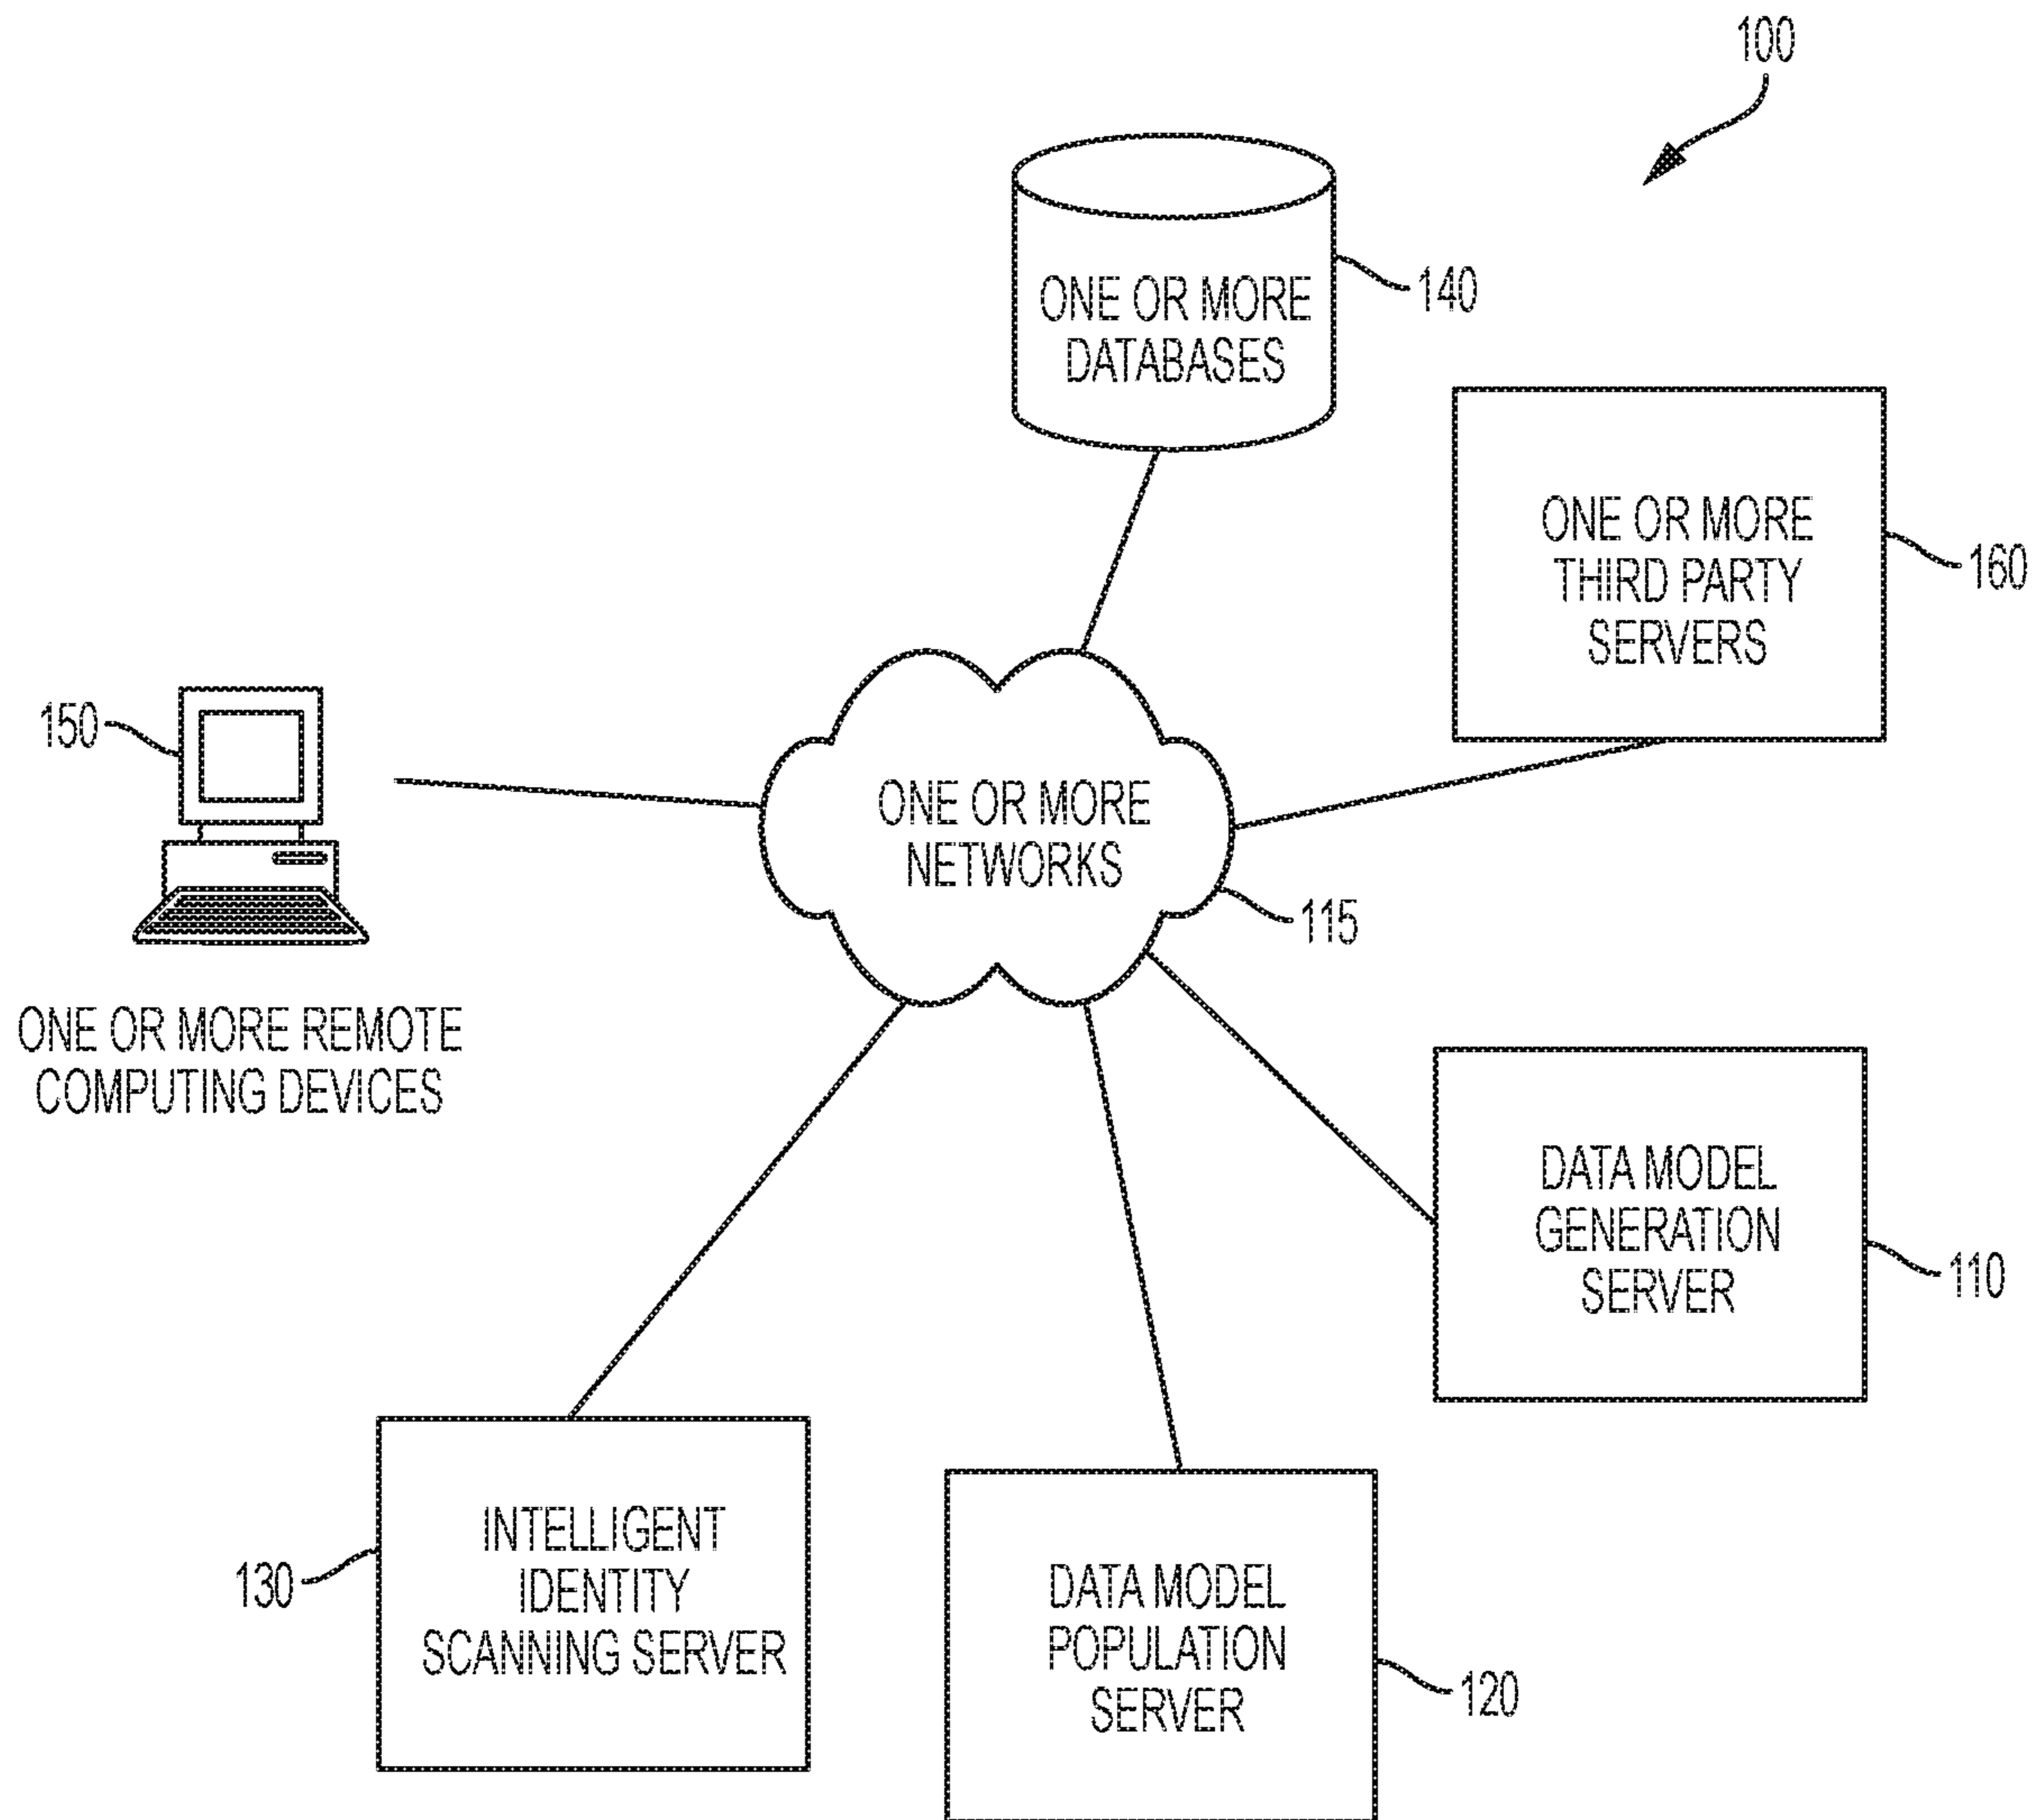 100
ONE OR MORE
DATABASES
140
ONE OR MORE
THIRD PARTY
SERVERS
160
150
ONE OR MORE REMOTE
COMPUTING DEVICES
ONE OR MORE
NETWORKS
115
DATA MODEL
GENERATION
SERVER
110
INTELLIGENT
IDENTITY
SCANNING SERVER
130
DATA MODEL
POPULATION
SERVER
120